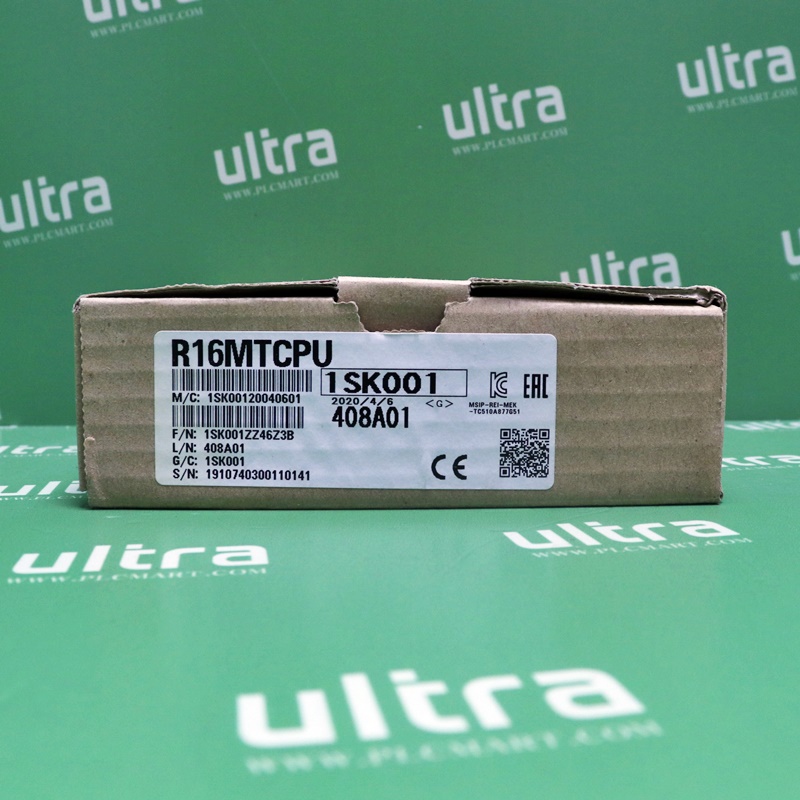 ultra
WWW.PLCMART.COM
ultra
WWW.PLCMART.COM
ultra
WWW.PLCMART.COM
ultra
WWW.PLCMART.COM
ultra
WWW.PLCMART.COM
ultra
R16MTCPU
1SK001
M/C: 1SK00120040601
2020/4/6
<G>
408A01
MSIP-REI-MEK
-TC510A877G51
EAC
F/N: 1SK001ZZ46Z3B
L/N: 408A01
G/C: 1SK001
S/N: 1910740300110141
CE
ultra
WWW.PLCMART.COM
ultra
WWW.PLCMART.COM
ultra
WWW.PLCMART.COM